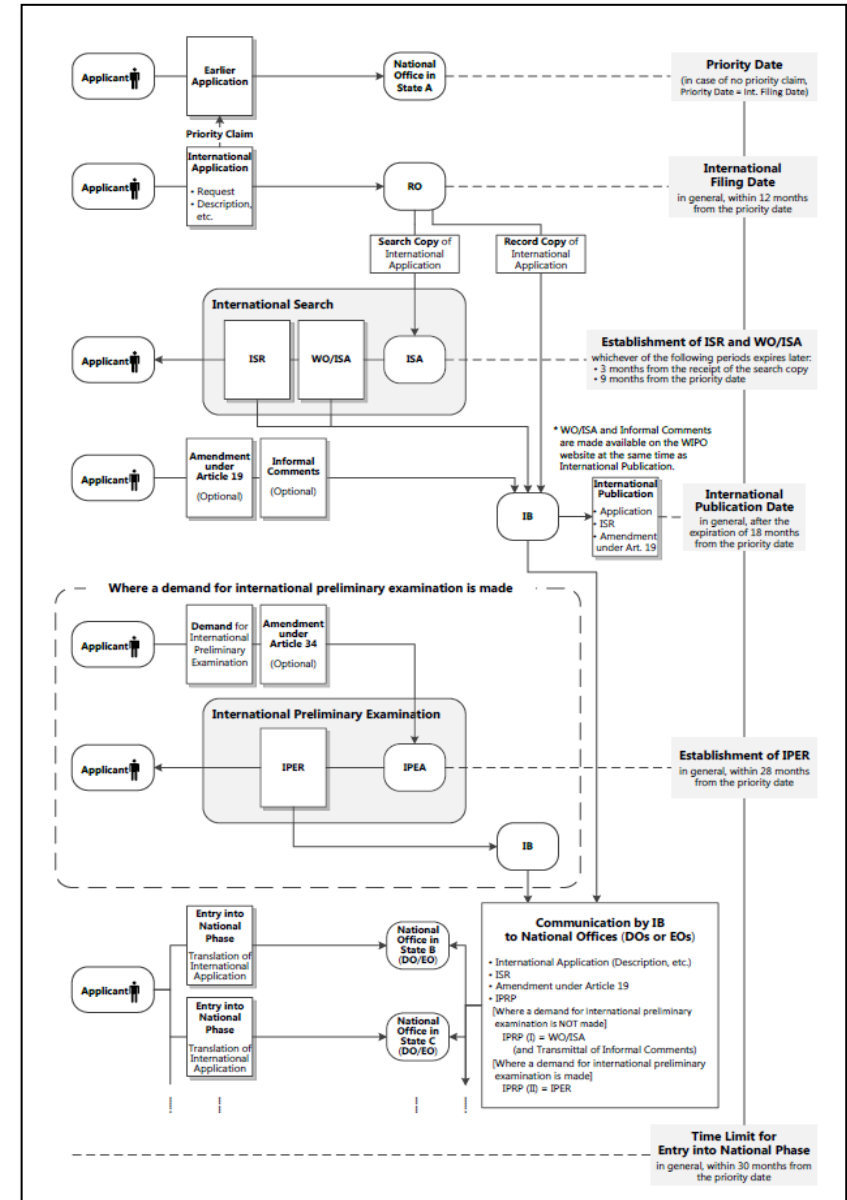 Applicant
Earlier
Application
National
Office in
State A
Priority Date
(in case of no priority claim,
Priority Date = Int. Filing Date)
Priority Claim
Applicant
International
Application
• Request
• Description,
etc.
RO
International
Filing Date
in general, within 12 months
from the priority date
Search Copy of
International
Application
Record Copy of
International
Application
International Search
Applicant
ISR
WO/ISA
ISA
Establishment of ISR and WO/ISA
whichever of the following periods expires later:
• 3 months from the receipt of the search copy
• 9 months from the priority date
* WO/ISA and Informal Comments
are made available on the WIPO
website at the same time as
International Publication.
Applicant
Amendment
under
Article 19
(Optional)
Informal
Comments
(Optional)
IB
International
Publication
• Application
• ISR
• Amendment
under Art. 19
International
Publication Date
in general, after the
expiration of 18 months
from the priority date
Where a demand for international preliminary examination is made
Applicant
Demand for
International
Preliminary
Examination
Amendment
under
Article 34
(Optional)
International Preliminary Examination
Applicant
IPER
IPEA
Establishment of IPER
in general, within 28 months
from the priority date
IB
Applicant
Entry into
National
Phase
Translation of
International
Application
National
Office in
State B
(DO/EO)
Entry into
National
Phase
Translation of
International
Application
National
Office in
State C
(DO/EO)
Communication by IB
to National Offices (DOs or EOs)
• International Application (Description, etc.)
• ISR
• Amendment under Article 19
• IPRP
[Where a demand for international preliminary
examination is NOT made]
IPRP (I) = WO/ISA
(and Transmittal of Informal Comments)
[Where a demand for international preliminary
examination is made]
IPRP (II) = IPER
Time Limit for
Entry into National Phase
in general, within 30 months from
the priority date